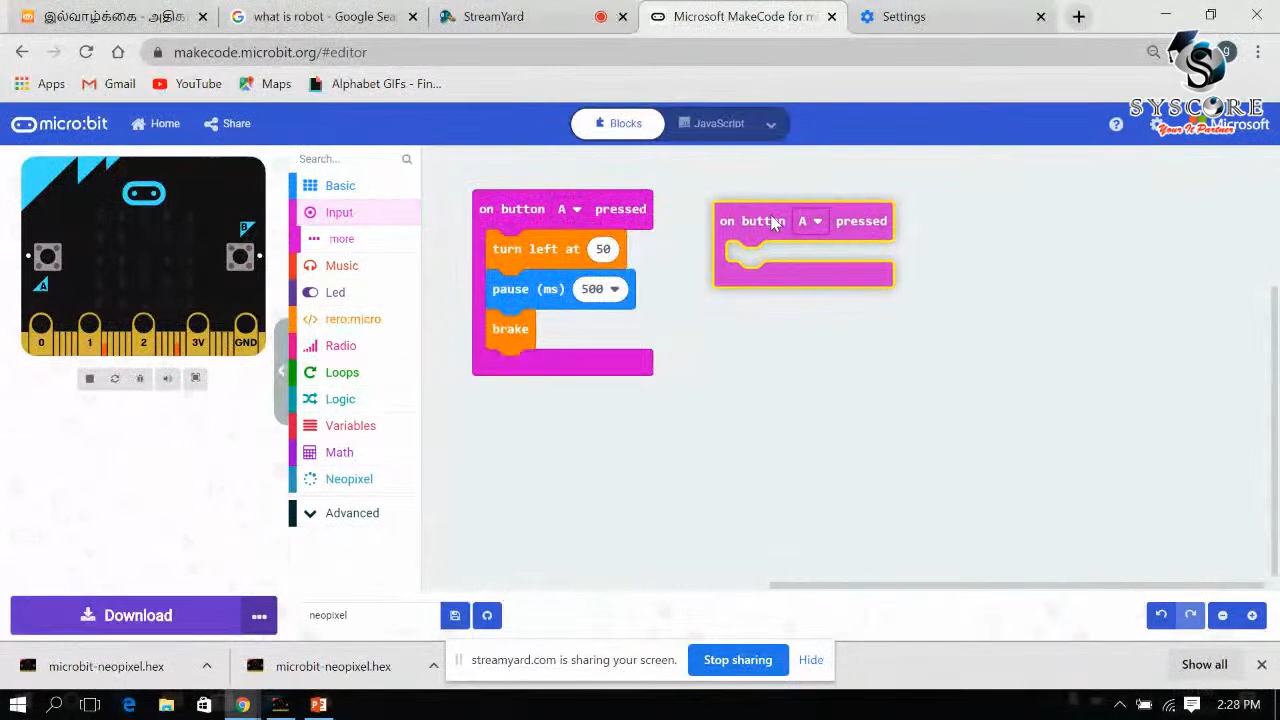 இலவசமாக அறிவிய
what is robot - Google Sea
StreamYard
Microsoft MakeCode for mi
Settings
makecode.microbit.org/#editor
g
Apps
Gmail
YouTube
Maps
Alphabet GIFs - Fin...
S
SYSCORE
Your It Partner
micro:bit
Home
Share
Blocks
JavaScript
Microsoft
Search...
Basic
Input
more
Music
Led
rero:micro
Radio
Loops
Logic
Variables
Math
Neopixel
Advanced
A
B
0
1
2
3V
GND
on button A pressed
turn left at 50
pause (ms) 500
brake
on button A pressed
Download
neopixel
microbit-neopixel.hex
microbit-neopixel.hex
streamyard.com is sharing your screen.
Stop sharing
Hide
Show all
2:28 PM